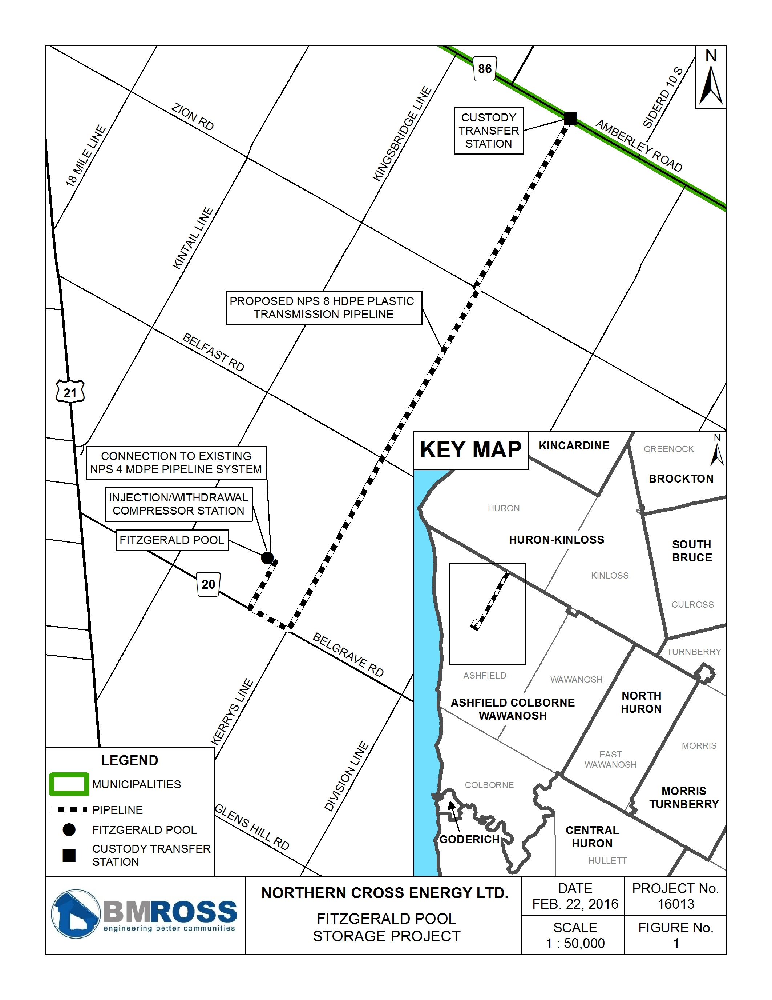 N
86
SIDERD 10 S
ZION RD
KINGSBRIDGE LINE
CUSTODY
TRANSFER
STATION
AMBERLEY ROAD
18 MILE LINE
KINTAIL LINE
PROPOSED NPS 8 HDPE PLASTIC
TRANSMISSION PIPELINE
BELFAST RD
21
CONNECTION TO EXISTING
NPS 4 MDPE PIPELINE SYSTEM
INJECTION/WITHDRAWAL
COMPRESSOR STATION
FITZGERALD POOL
20
BELGRAVE RD
KERRYS LINE
DIVISION LINE
GLENS HILL RD
KEY MAP
N
KINCARDINE
GREENOCK
BROCKTON
HURON
HURON-KINLOSS
SOUTH
BRUCE
KINLOSS
CULROSS
TURNBERRY
ASHFIELD
WAWANOSH
ASHFIELD COLBORNE
WAWANOSH
NORTH
HURON
MORRIS
EAST
WAWANOSH
COLBORNE
MORRIS
TURNBERRY
GODERICH
CENTRAL
HURON
HULLETT
LEGEND
MUNICIPALITIES
PIPELINE
FITZGERALD POOL
CUSTODY TRANSFER
STATION
BMROSS
engineering better communities
NORTHERN CROSS ENERGY LTD.
FITZGERALD POOL
STORAGE PROJECT
DATE
FEB. 22, 2016
PROJECT No.
16013
SCALE
1 : 50,000
FIGURE No.
1